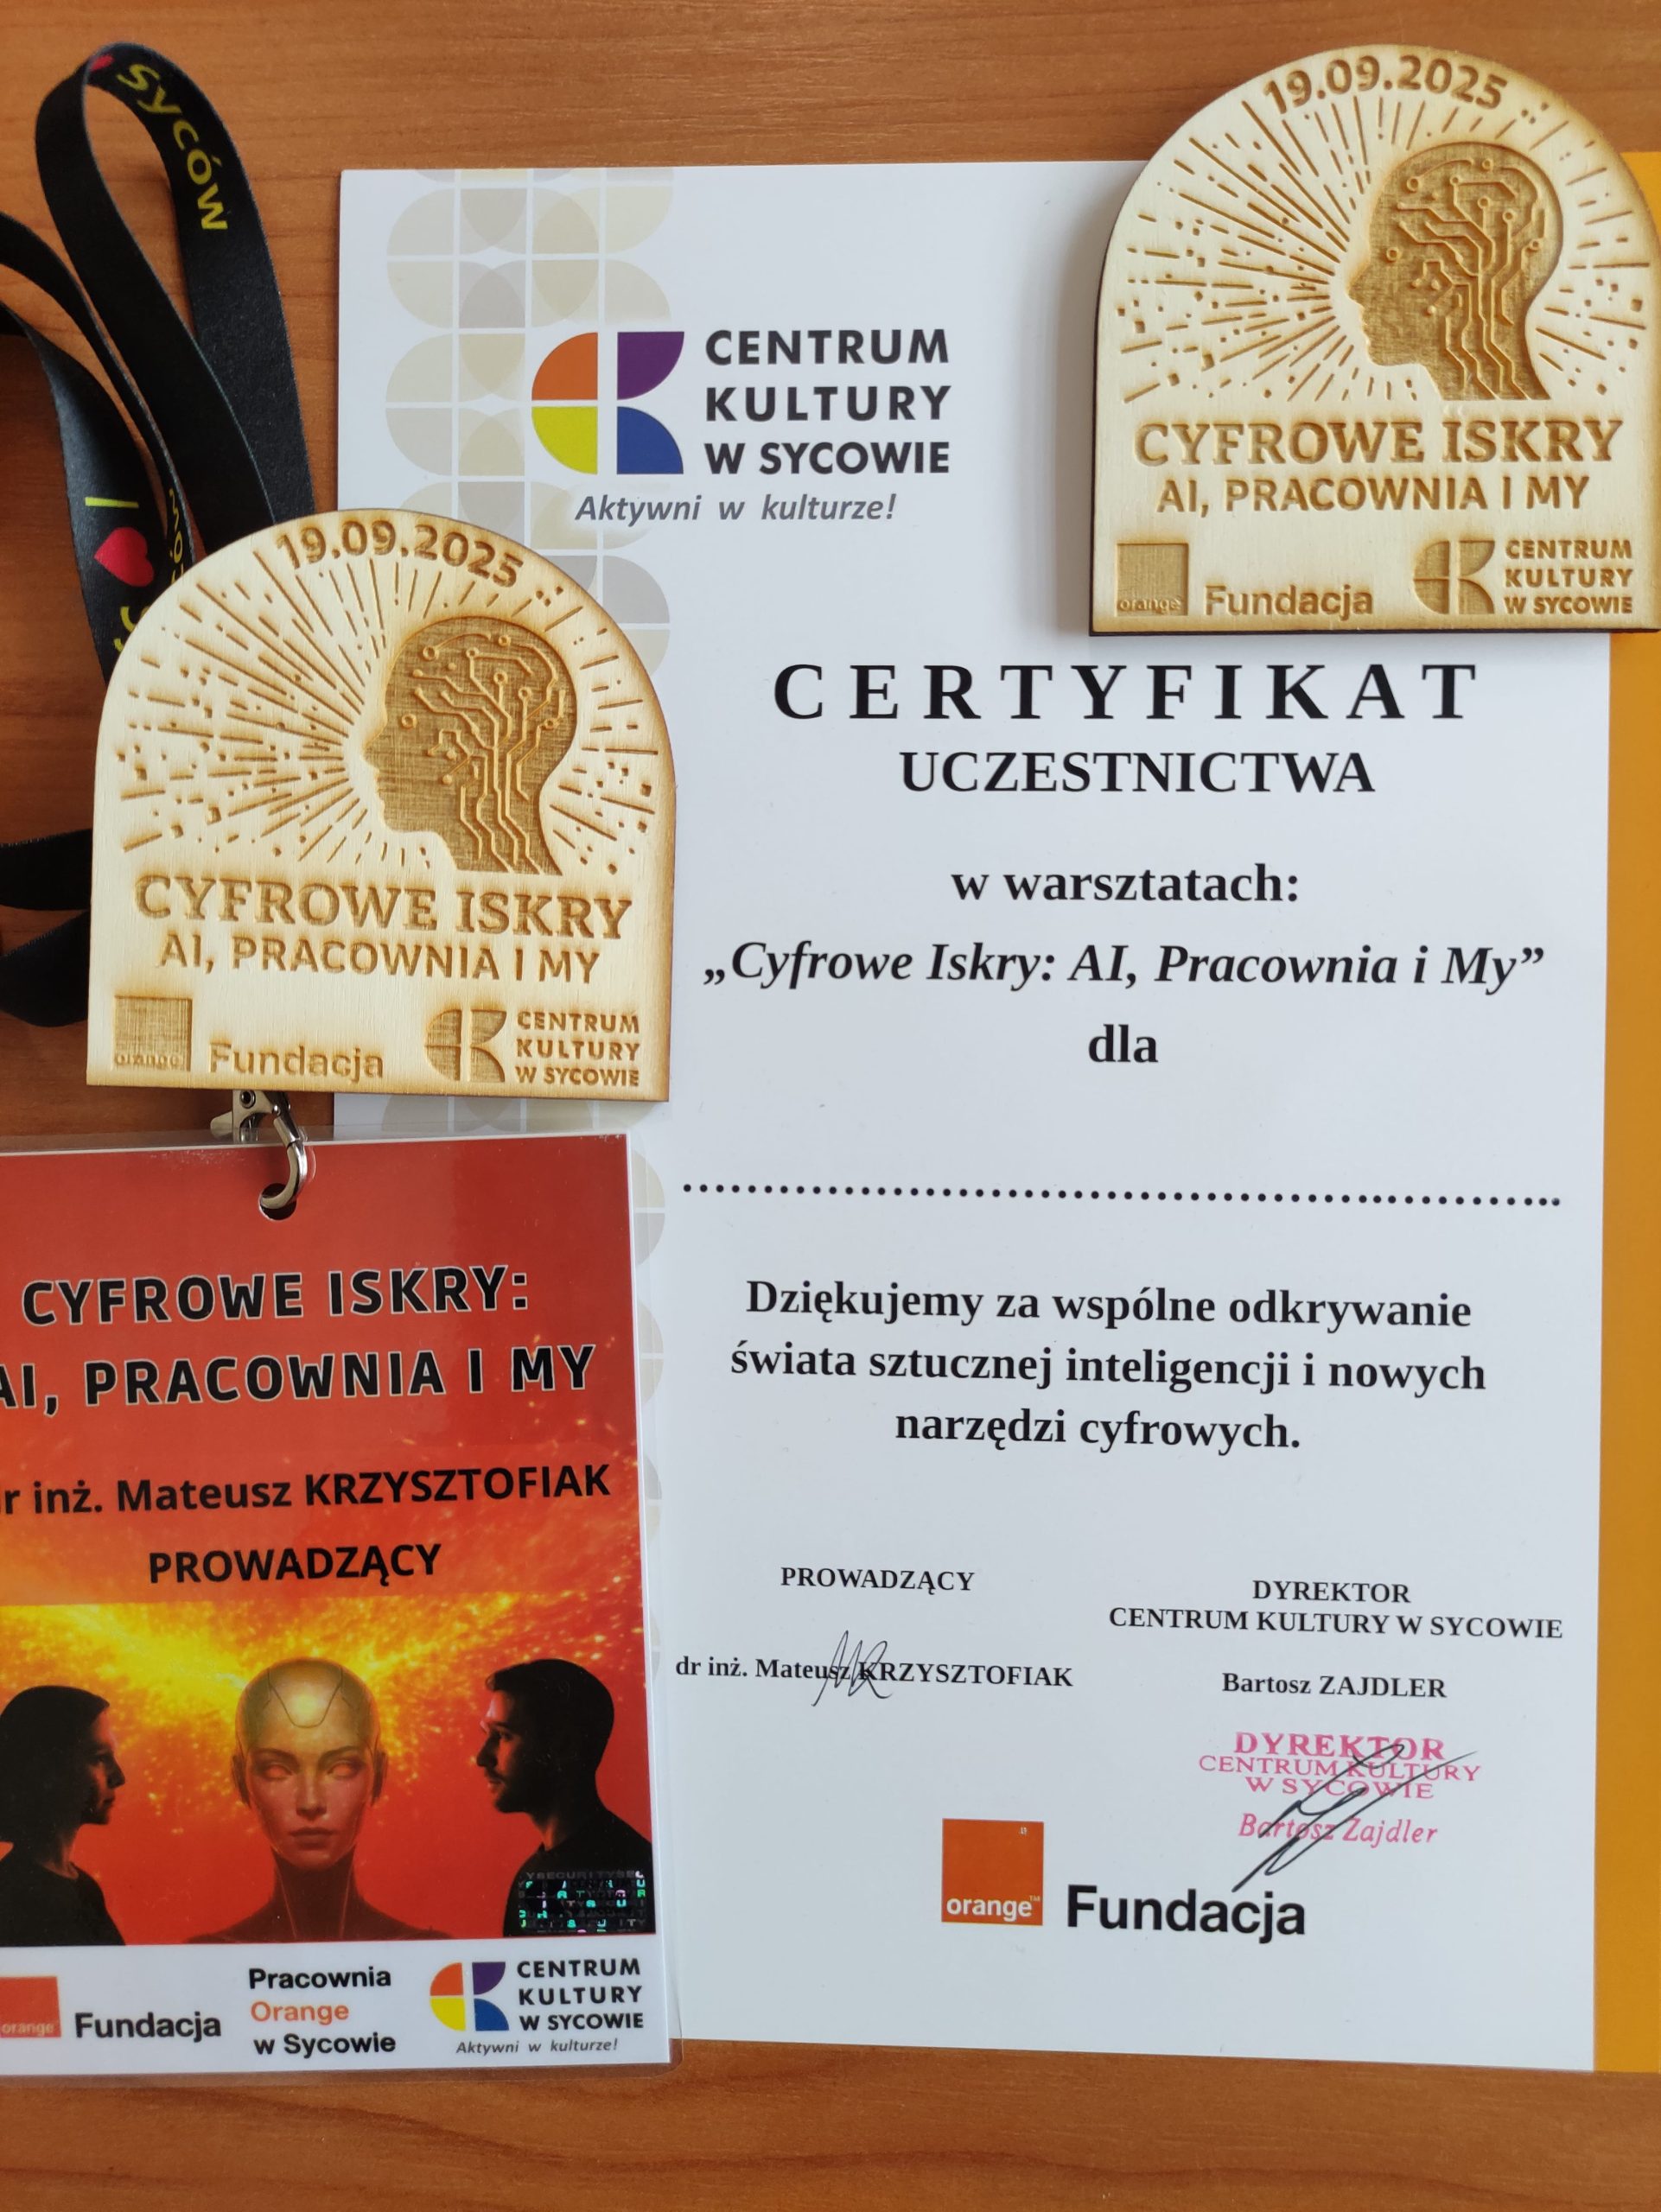 Syców
I
19.09.2025
CYFROWE ISKRY
AI, PRACOWNIA I MY
orange Fundacja
CENTRUM
KULTURY
W SYCOWIE
CENTRUM
KULTURY
W SYCOWIE
Aktywni w kulturze!
19.09.2025
CYFROWE ISKRY
AI, PRACOWNIA I MY
orange Fundacja
CENTRUM
KULTURY
W SYCOWIE
CERTYFIKAT
UCZESTNICTWA
w warsztatach:
„Cyfrowe Iskry: AI, Pracownia i My”
dla
Dziękujemy za wspólne odkrywanie
świata sztucznej inteligencji i nowych
narzędzi cyfrowych.
PROWADZĄCY
dr inż. Mateusz KRZYSZTOFIAK
DYREKTOR
CENTRUM KULTURY W SYCOWIE
Bartosz ZAJDLER
DYREKTOR
CENTRUM KULTURY
W SYCOWIE
Bartosz Zajdler
orange™ Fundacja
CYFROWE ISKRY:
AI, PRACOWNIA I MY
r inż. Mateusz KRZYSZTOFIAK
PROWADZĄCY
orange Fundacja
Pracownia
Orange
w Sycowie
CENTRUM
KULTURY
W SYCOWIE
Aktywni w kulturze!